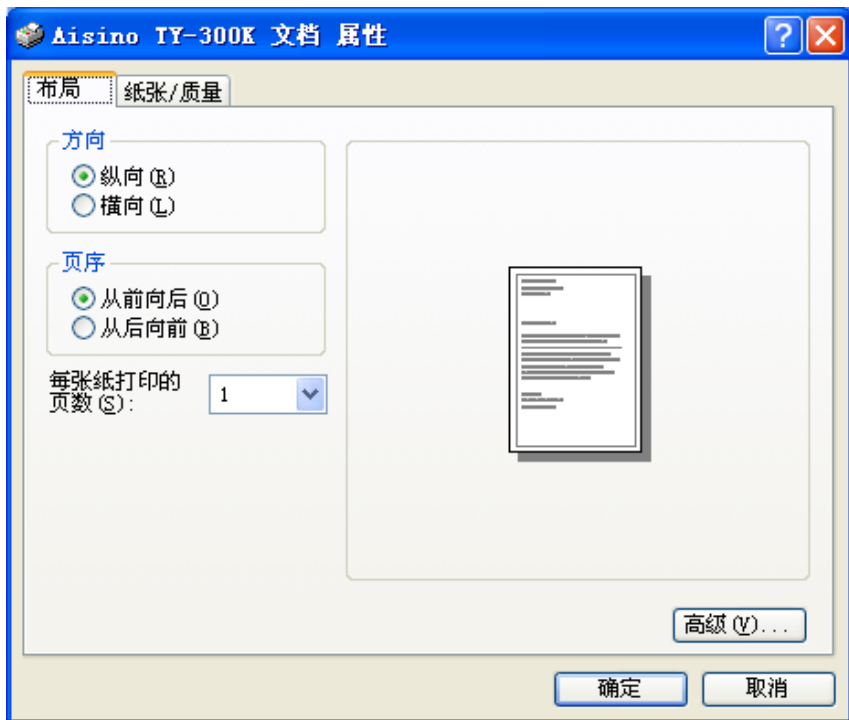 Aisino TY-300K 文档 属性
布局
纸张/质量
方向
纵向(R)
横向(L)
页序
从前向后(O)
从后向前(B)
每张纸打印的
页数(S):
1
高级(V)...
确定
取消